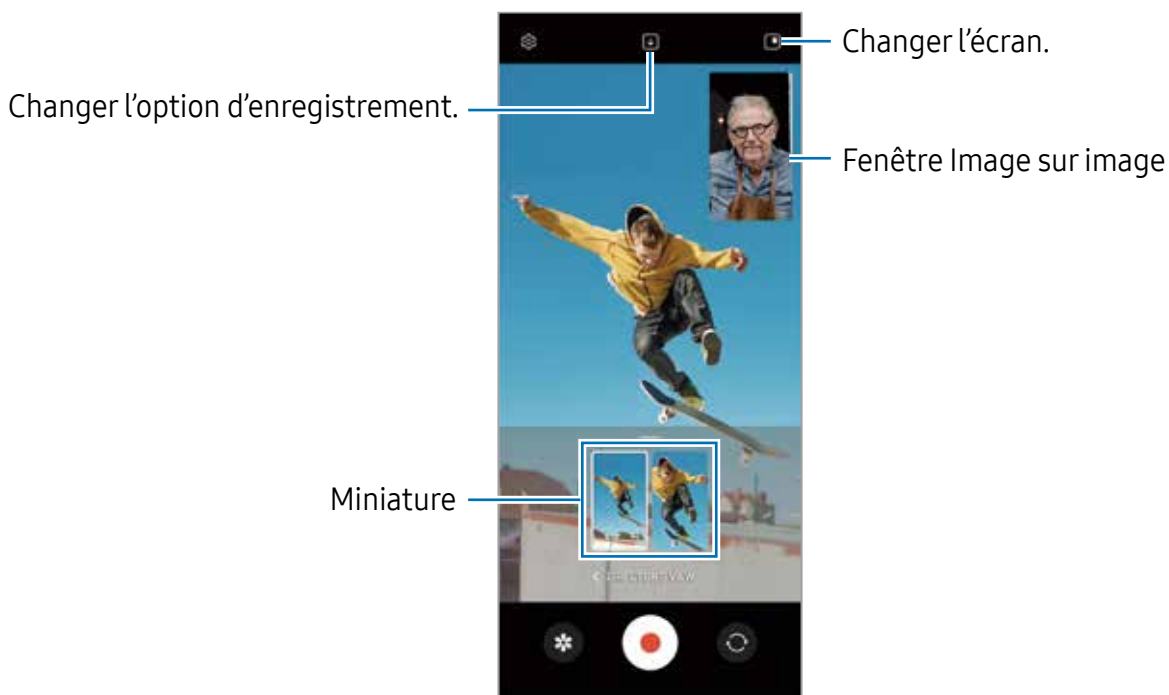 Changer l'écran.
Changer l'option d'enregistrement.
Fenêtre Image sur image
Miniature